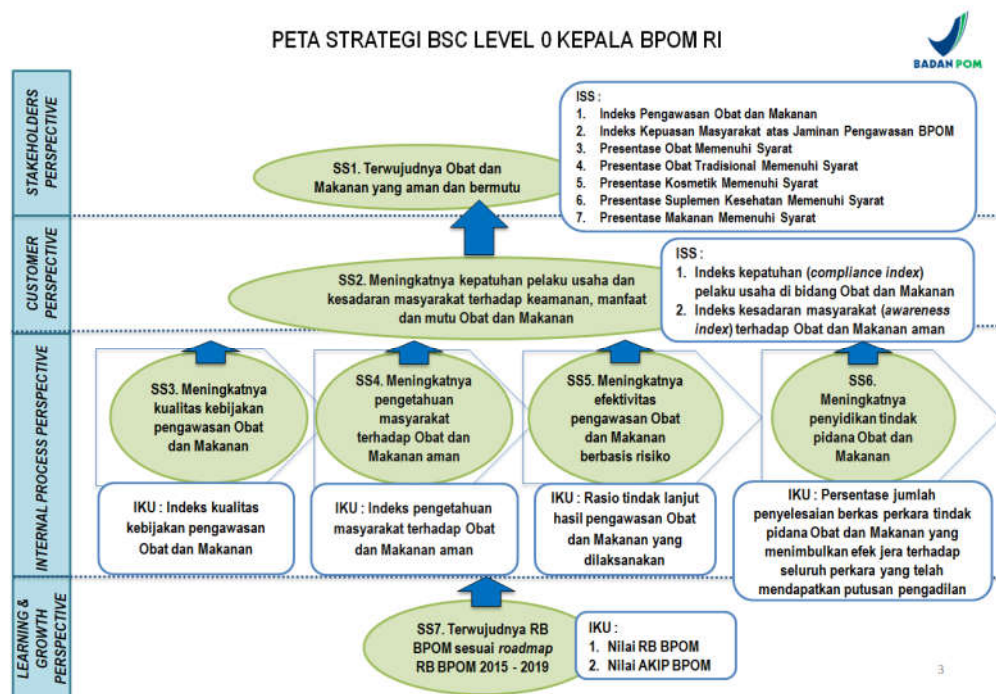 PETA STRATEGI BSC LEVEL 0 KEPALA BPOM RI
BADAN POM
STAKEHOLDERS
PERSPECTIVE
SS1. Terwujudnya Obat dan
Makanan yang aman dan bermutu
ISS :
1. Indeks Pengawasan Obat dan Makanan
2. Indeks Kepuasan Masyarakat atas Jaminan Pengawasan BPOM
3. Presentase Obat Memenuhi Syarat
4. Presentase Obat Tradisional Memenuhi Syarat
5. Presentase Kosmetik Memenuhi Syarat
6. Presentase Suplemen Kesehatan Memenuhi Syarat
7. Presentase Makanan Memenuhi Syarat
CUSTOMER
PERSPECTIVE
SS2. Meningkatnya kepatuhan pelaku usaha dan
kesadaran masyarakat terhadap keamanan, manfaat
dan mutu Obat dan Makanan
ISS :
1. Indeks kepatuhan (compliance index)
pelaku usaha di bidang Obat dan Makanan
2. Indeks kesadaran masyarakat (awareness
index) terhadap Obat dan Makanan aman
INTERNAL PROCESS PERSPECTIVE
SS3. Meningkatnya
kualitas kebijakan
pengawasan Obat
dan Makanan
IKU : Indeks kualitas
kebijakan pengawasan
Obat dan Makanan
SS4. Meningkatnya
pengetahuan
masyarakat
terhadap Obat dan
Makanan aman
IKU : Indeks pengetahuan
masyarakat terhadap Obat
dan Makanan aman
SS5. Meningkatnya
efektivitas
pengawasan Obat
dan Makanan
berbasis risiko
IKU : Rasio tindak lanjut
hasil pengawasan Obat
dan Makanan yang
dilaksanakan
SS6.
Meningkatnya
penyidikan tindak
pidana Obat dan
Makanan
IKU : Persentase jumlah
penyelesaian berkas perkara tindak
pidana Obat dan Makanan yang
menimbulkan efek jera terhadap
seluruh perkara yang telah
mendapatkan putusan pengadilan
LEARNING &
GROWTH
PERSPECTIVE
SS7. Terwujudnya RB
BPOM sesuai roadmap
RB BPOM 2015 - 2019
IKU :
1. Nilai RB BPOM
2. Nilai AKIP BPOM
3